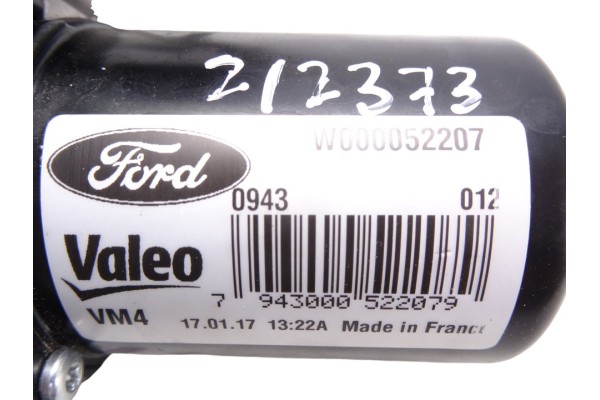 212373
W000052207
Ford
0943 012
Valeo
7 943000 522079
VM4 17.01.17 13:22A Made in France